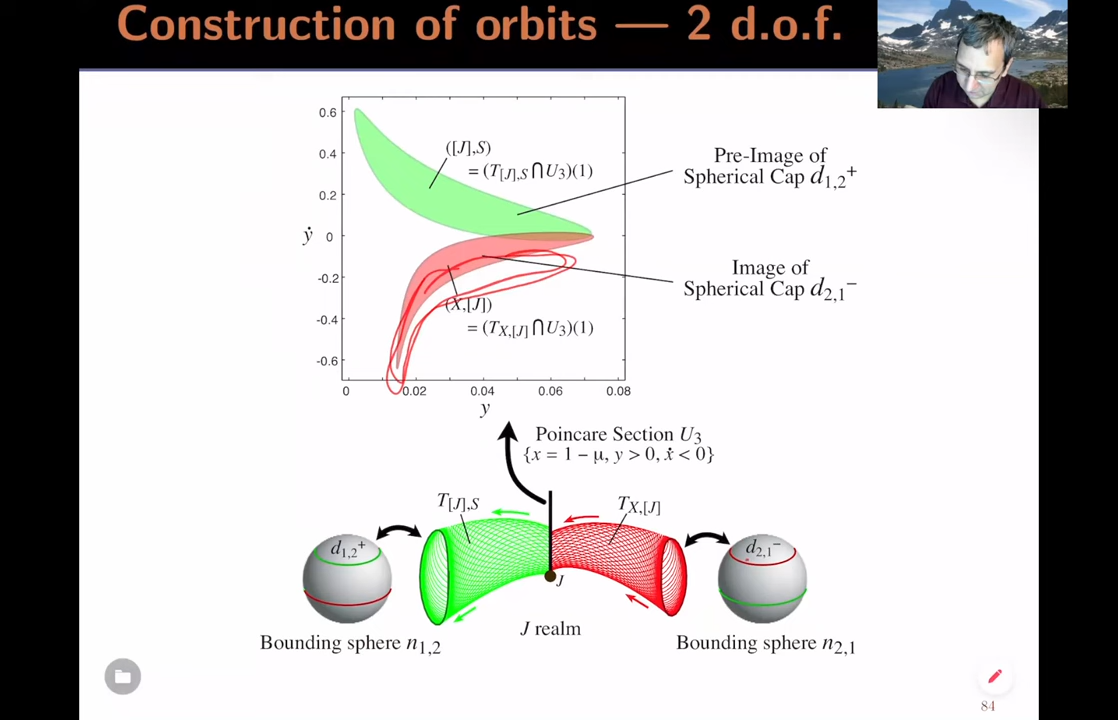 Construction of orbits — 2 d.o.f.
0.6
0.4
0.2
0
-0.2
-0.4
-0.6
ẏ
([J],S)
= (T[J],S ⋂ U3)(1)
Pre-Image of
Spherical Cap d1,2+
Image of
Spherical Cap d2,1−
(X,[J])
= (TX,[J] ⋂ U3)(1)
0 0.02 0.04 0.06 0.08
y
Poincare Section U3
{x = 1 − μ, y > 0, ẋ < 0}
T[J],S
TX,[J]
d1,2+
d2,1−
J
J realm
Bounding sphere n1,2
Bounding sphere n2,1
84